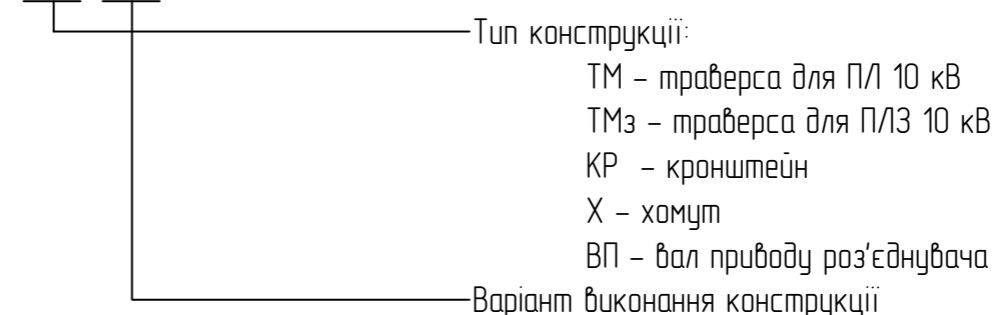 Тип конструкції:
ТМ – траверса для ПЛ 10 кВ
ТМз – траверса для ПЛЗ 10 кВ
КР – кронштейн
Х – хомут
ВП – вал приводу роз'єднувача
Варіант виконання конструкції